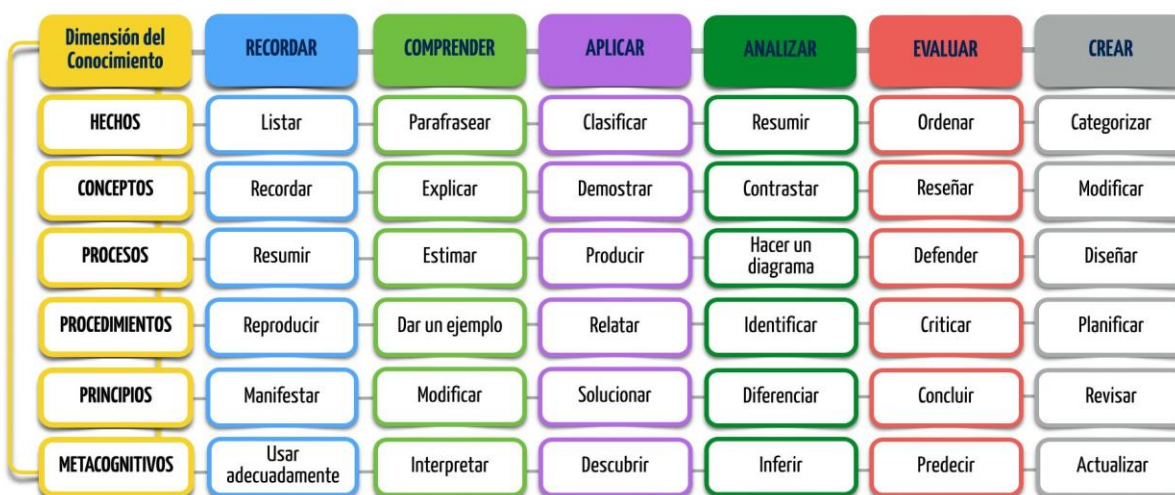 Dimensión del
Conocimiento
RECORDAR
COMPRENDER
APLICAR
ANALIZAR
EVALUAR
CREAR
HECHOS
Listar
Parafrasear
Clasificar
Resumir
Ordenar
Categorizar
CONCEPTOS
Recordar
Explicar
Demostrar
Contrastar
Reseñar
Modificar
PROCESOS
Resumir
Estimar
Producir
Hacer un
diagrama
Defender
Diseñar
PROCEDIMIENTOS
Reproducir
Dar un ejemplo
Relatar
Identificar
Criticar
Planificar
PRINCIPIOS
Manifestar
Modificar
Solucionar
Diferenciar
Concluir
Revisar
METACOGNITIVOS
Usar
adecuadamente
Interpretar
Descubrir
Inferir
Predecir
Actualizar